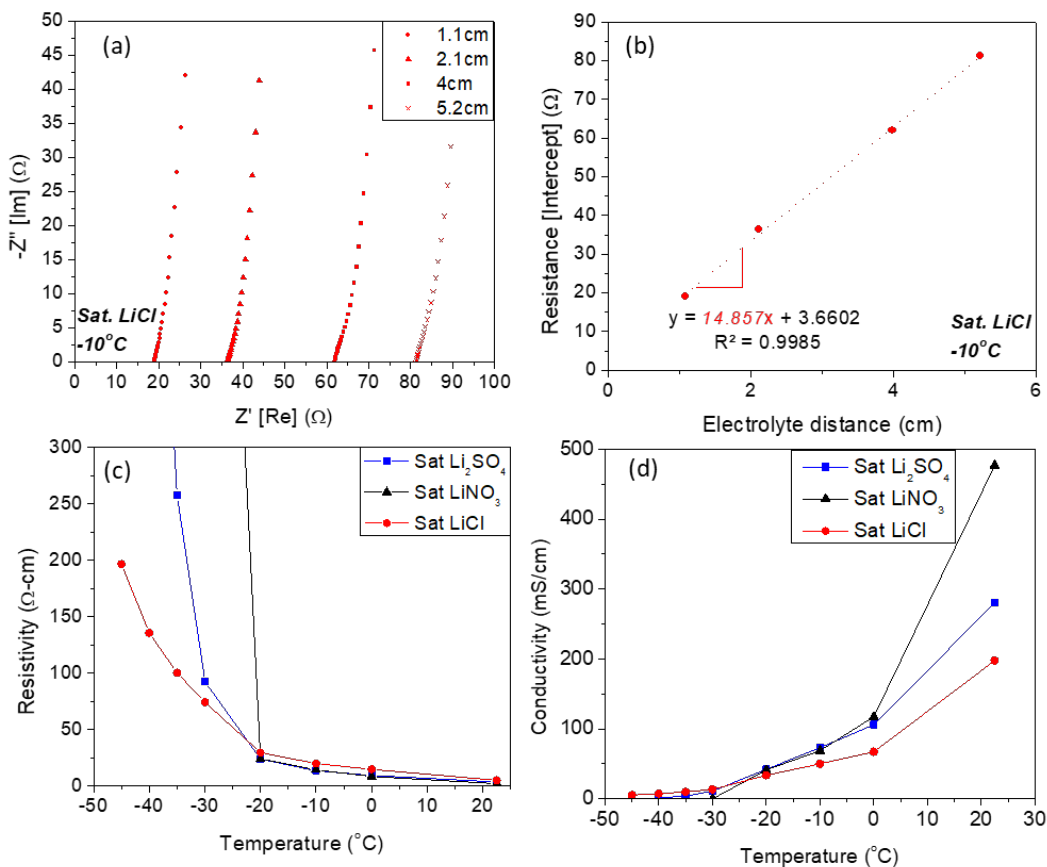 (a)
1.1cm
2.1cm
4cm
5.2cm
50
45
40
35
30
25
20
15
10
5
0
-Z'' [Im] (Ω)
Sat. LiCl
-10°C
0 10 20 30 40 50 60 70 80 90 100
Z' [Re] (Ω)
(b)
90
80
70
60
50
40
30
20
10
0
Resistance [Intercept] (Ω)
y = 14.857x + 3.6602
R² = 0.9985
Sat. LiCl
-10°C
0 2 4 6
Electrolyte distance (cm)
(c)
Sat Li₂SO₄
Sat LiNO₃
Sat LiCl
300
250
200
150
100
50
0
Resistivity (Ω-cm)
-50 -40 -30 -20 -10 0 10 20
Temperature (°C)
(d)
Sat Li₂SO₄
Sat LiNO₃
Sat LiCl
500
400
300
200
100
0
Conductivity (mS/cm)
-50 -40 -30 -20 -10 0 10 20 30
Temperature (°C)